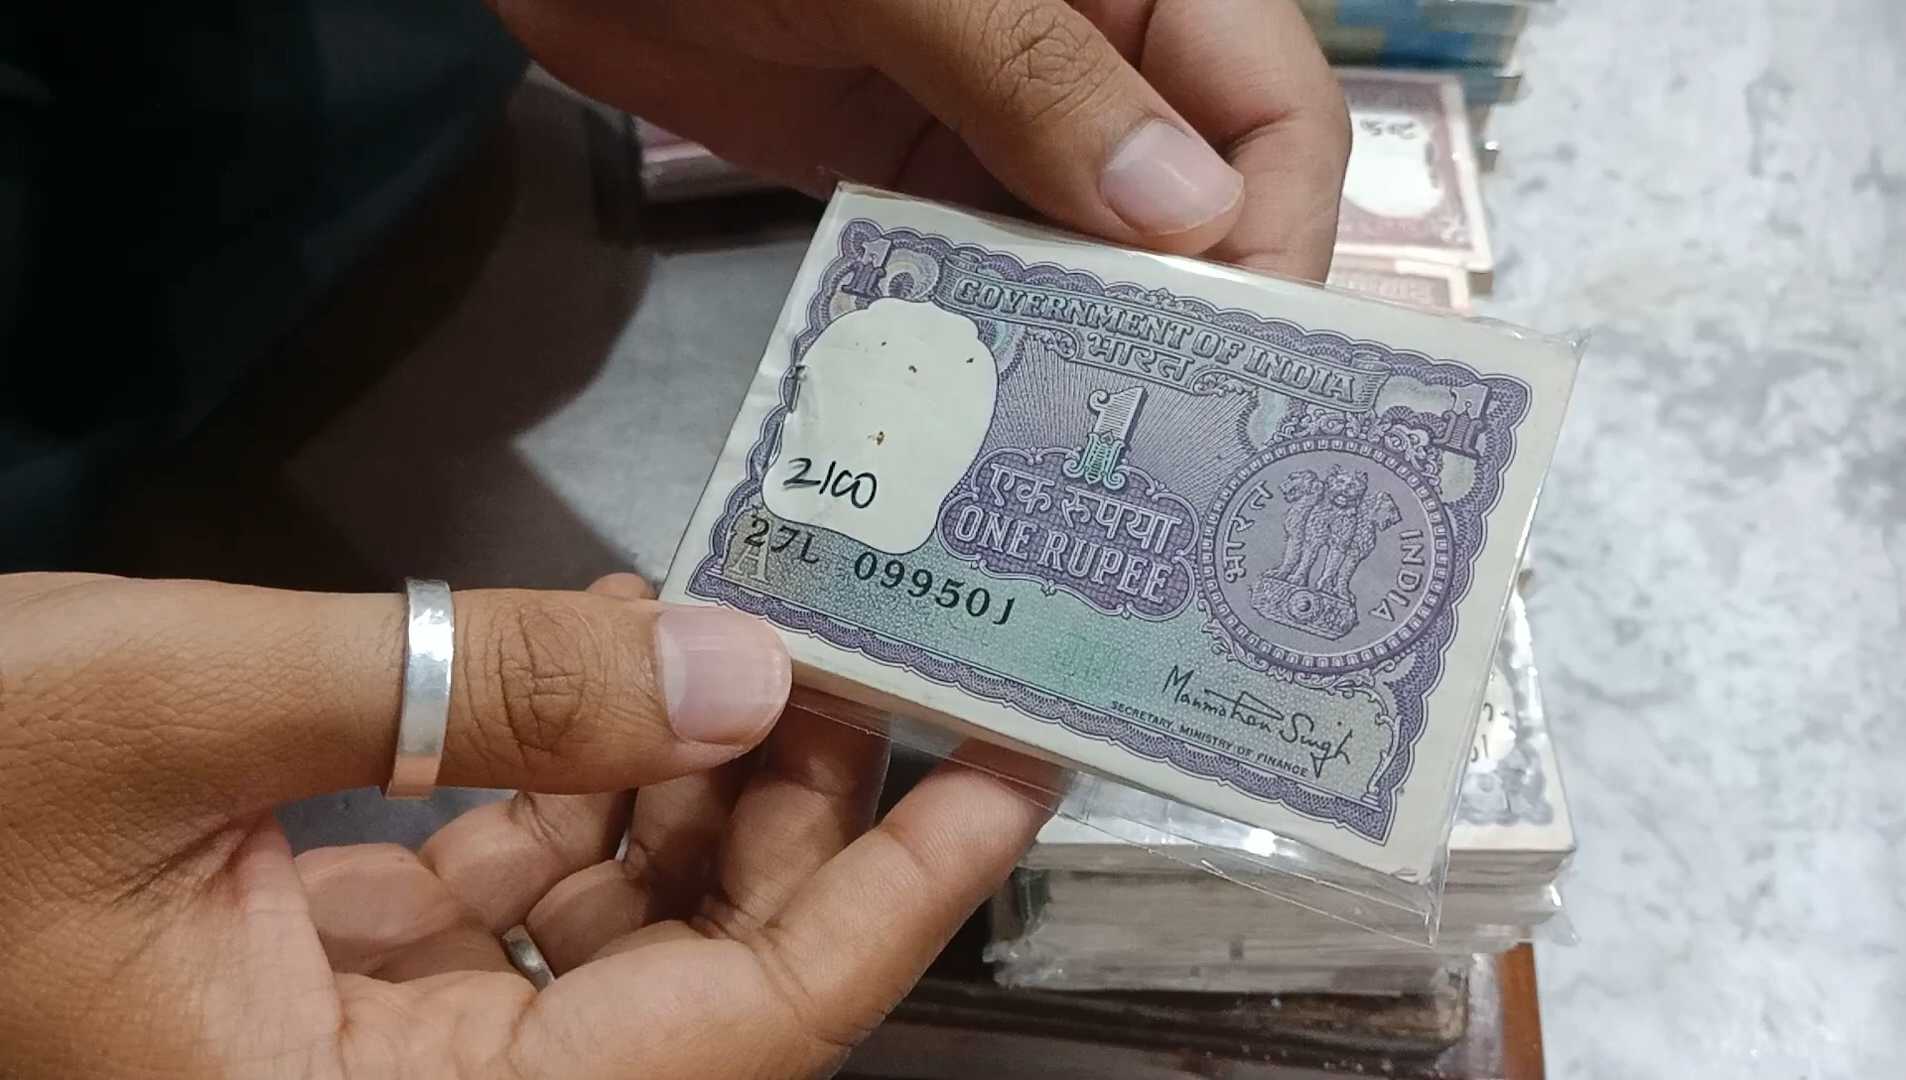 1 1
GOVERNMENT OF INDIA
भारत
1
एक रुपया
ONE RUPEE
भारत INDIA
2100
A
27L 099501
Manmohan Singh
SECRETARY, MINISTRY OF FINANCE